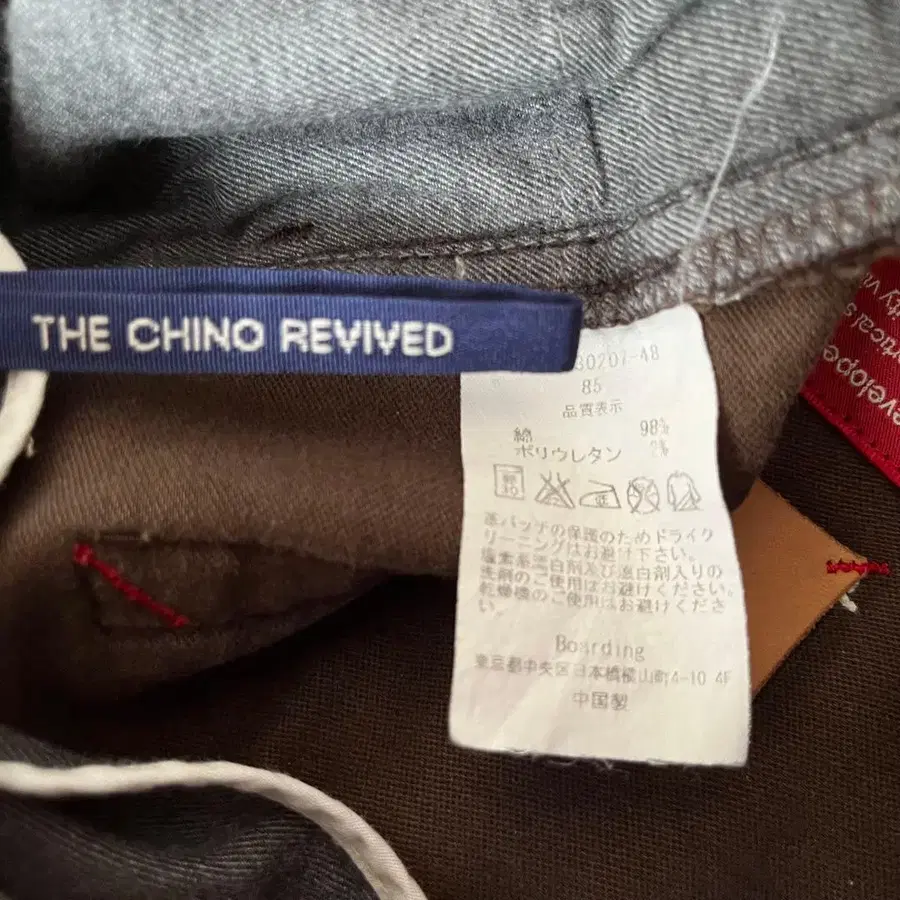 THE CHINO REVIVED
30207-48
85
品質表示
綿 98%
ポリウレタン 2%
革パッチの保護のためドライク
リーニングはお避け下さい。
塩素系漂白剤及び漂白剤入りの
洗剤のご使用はお避けください。
乾燥機のご使用はお避けくださ
い。
Boarding
東京都中央区日本橋横山町4-10 4F
中国製